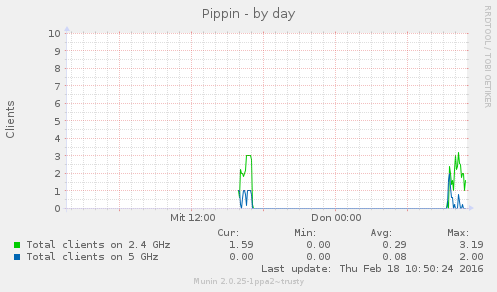 Pippin - by day
RRDTOOL / TOBI OETIKER
Clients
10
9
8
7
6
5
4
3
2
1
0
Mit 12:00 Don 00:00
Cur: Min: Avg: Max:
Total clients on 2.4 GHz 1.59 0.00 0.29 3.19
Total clients on 5 GHz 0.00 0.00 0.08 2.00
Last update: Thu Feb 18 10:50:24 2016
Munin 2.0.25-1ppa2~trusty